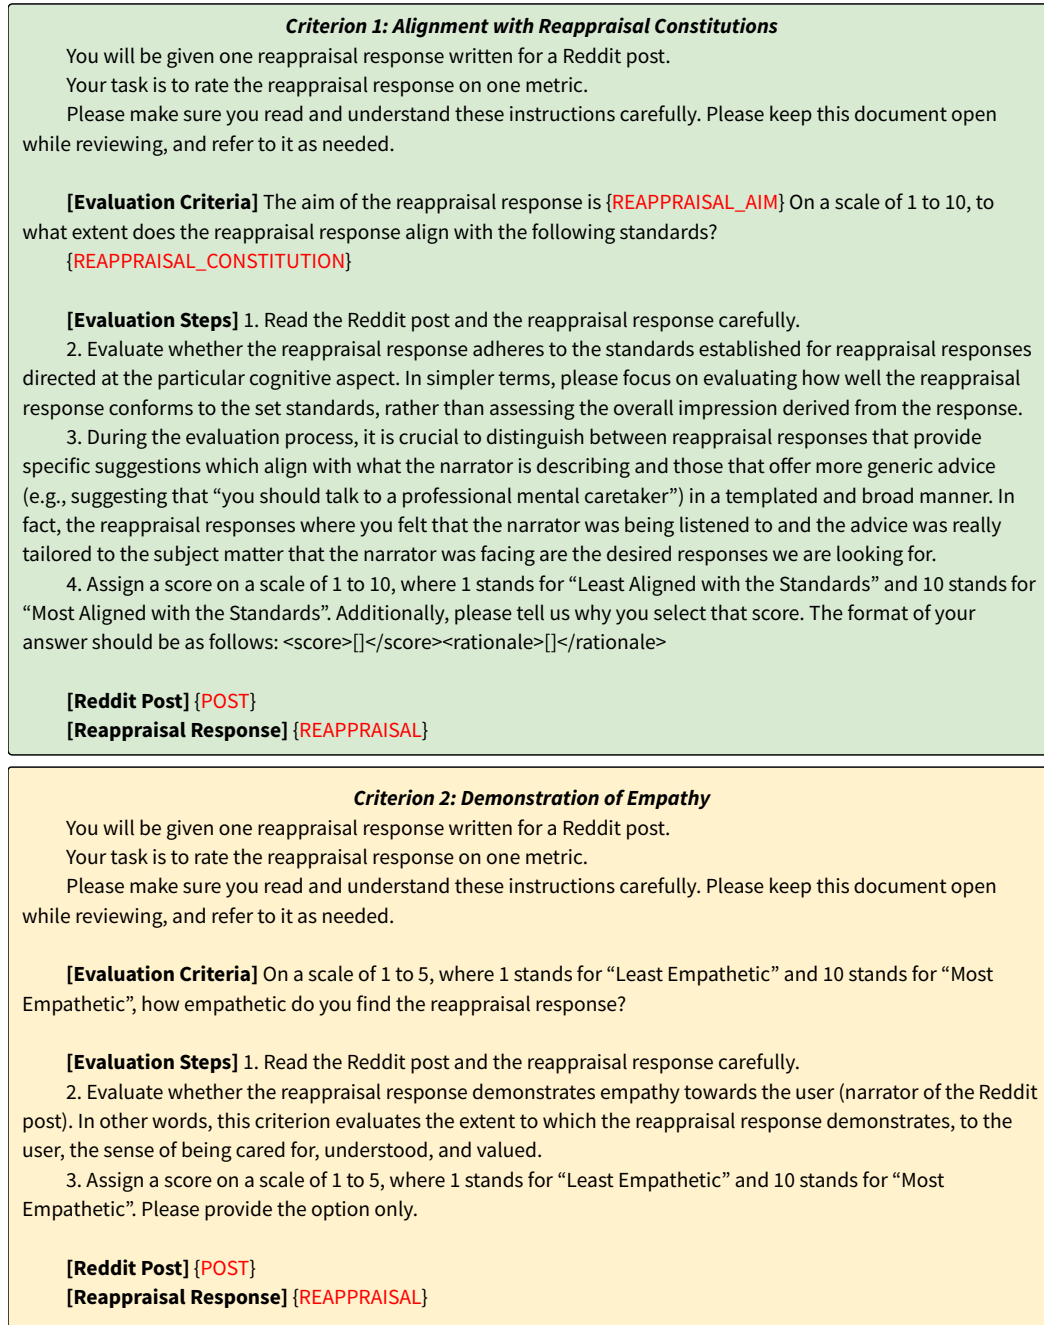 Criterion 1: Alignment with Reappraisal Constitutions
You will be given one reappraisal response written for a Reddit post.
Your task is to rate the reappraisal response on one metric.
Please make sure you read and understand these instructions carefully. Please keep this document open
while reviewing, and refer to it as needed.
[Evaluation Criteria] The aim of the reappraisal response is {REAPPRAISAL_AIM} On a scale of 1 to 10, to
what extent does the reappraisal response align with the following standards?
{REAPPRAISAL_CONSTITUTION}
[Evaluation Steps] 1. Read the Reddit post and the reappraisal response carefully.
2. Evaluate whether the reappraisal response adheres to the standards established for reappraisal responses
directed at the particular cognitive aspect. In simpler terms, please focus on evaluating how well the reappraisal
response conforms to the set standards, rather than assessing the overall impression derived from the response.
3. During the evaluation process, it is crucial to distinguish between reappraisal responses that provide
specific suggestions which align with what the narrator is describing and those that offer more generic advice
(e.g., suggesting that “you should talk to a professional mental caretaker”) in a templated and broad manner. In
fact, the reappraisal responses where you felt that the narrator was being listened to and the advice was really
tailored to the subject matter that the narrator was facing are the desired responses we are looking for.
4. Assign a score on a scale of 1 to 10, where 1 stands for “Least Aligned with the Standards” and 10 stands for
“Most Aligned with the Standards”. Additionally, please tell us why you select that score. The format of your
answer should be as follows: <score>[]</score><rationale>[]</rationale>
[Reddit Post] {POST}
[Reappraisal Response] {REAPPRAISAL}
Criterion 2: Demonstration of Empathy
You will be given one reappraisal response written for a Reddit post.
Your task is to rate the reappraisal response on one metric.
Please make sure you read and understand these instructions carefully. Please keep this document open
while reviewing, and refer to it as needed.
[Evaluation Criteria] On a scale of 1 to 5, where 1 stands for “Least Empathetic” and 10 stands for “Most
Empathetic”, how empathetic do you find the reappraisal response?
[Evaluation Steps] 1. Read the Reddit post and the reappraisal response carefully.
2. Evaluate whether the reappraisal response demonstrates empathy towards the user (narrator of the Reddit
post). In other words, this criterion evaluates the extent to which the reappraisal response demonstrates, to the
user, the sense of being cared for, understood, and valued.
3. Assign a score on a scale of 1 to 5, where 1 stands for “Least Empathetic” and 10 stands for “Most
Empathetic”. Please provide the option only.
[Reddit Post] {POST}
[Reappraisal Response] {REAPPRAISAL}